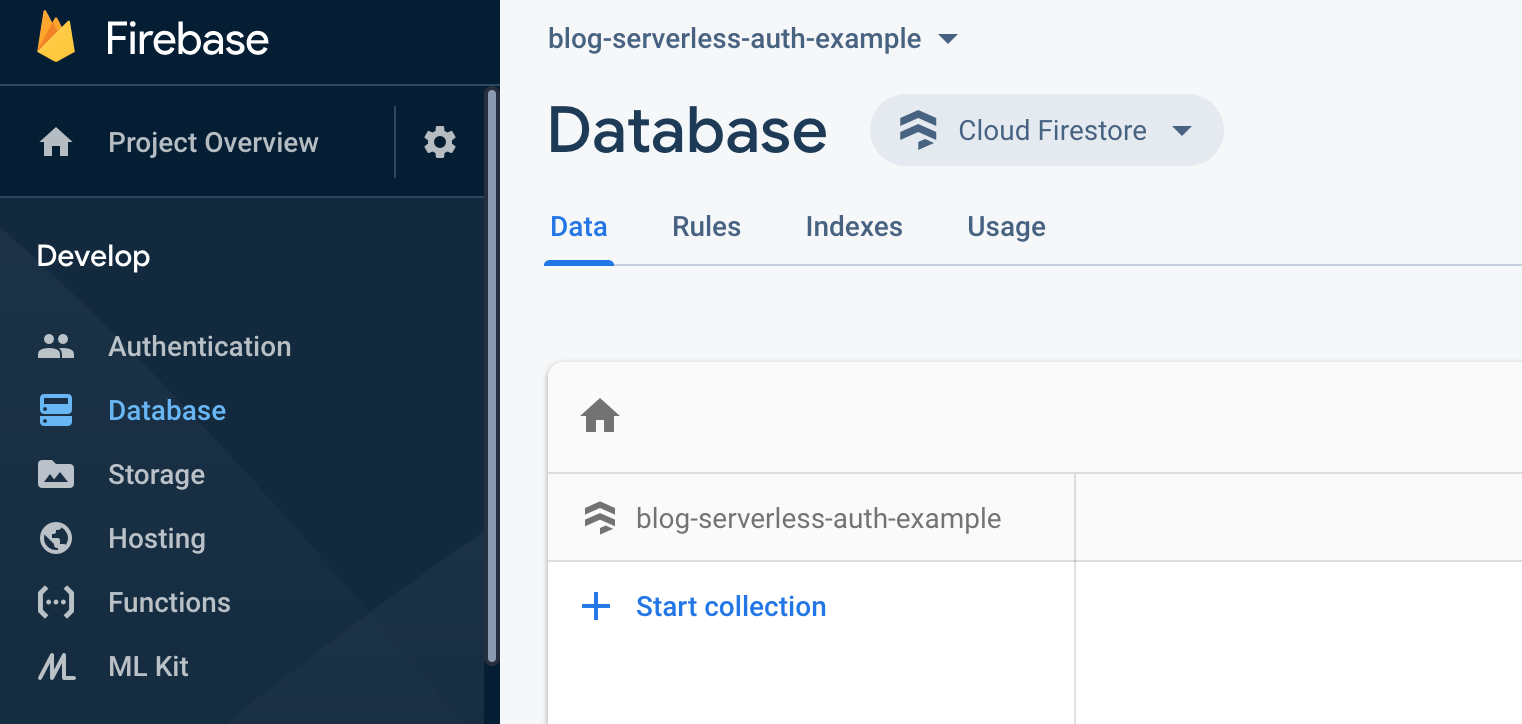 Firebase
Project Overview
Develop
Authentication
Database
Storage
Hosting
Functions
ML Kit
blog-serverless-auth-example
Database Cloud Firestore
Data Rules Indexes Usage
blog-serverless-auth-example
Start collection